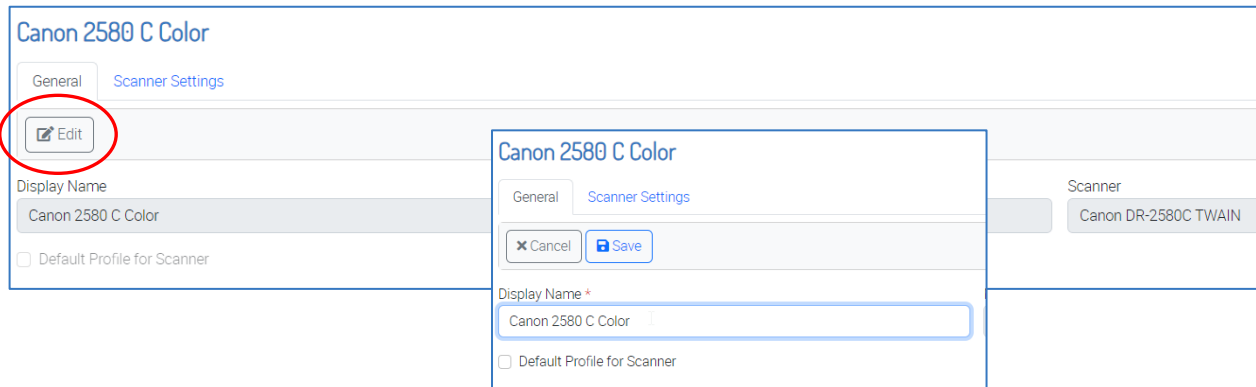 Canon 2580 C Color
General Scanner Settings
Edit
Display Name
Canon 2580 C Color
Default Profile for Scanner
Scanner
Canon DR-2580C TWAIN
Canon 2580 C Color
General Scanner Settings
Cancel Save
Display Name *
Canon 2580 C Color
Default Profile for Scanner